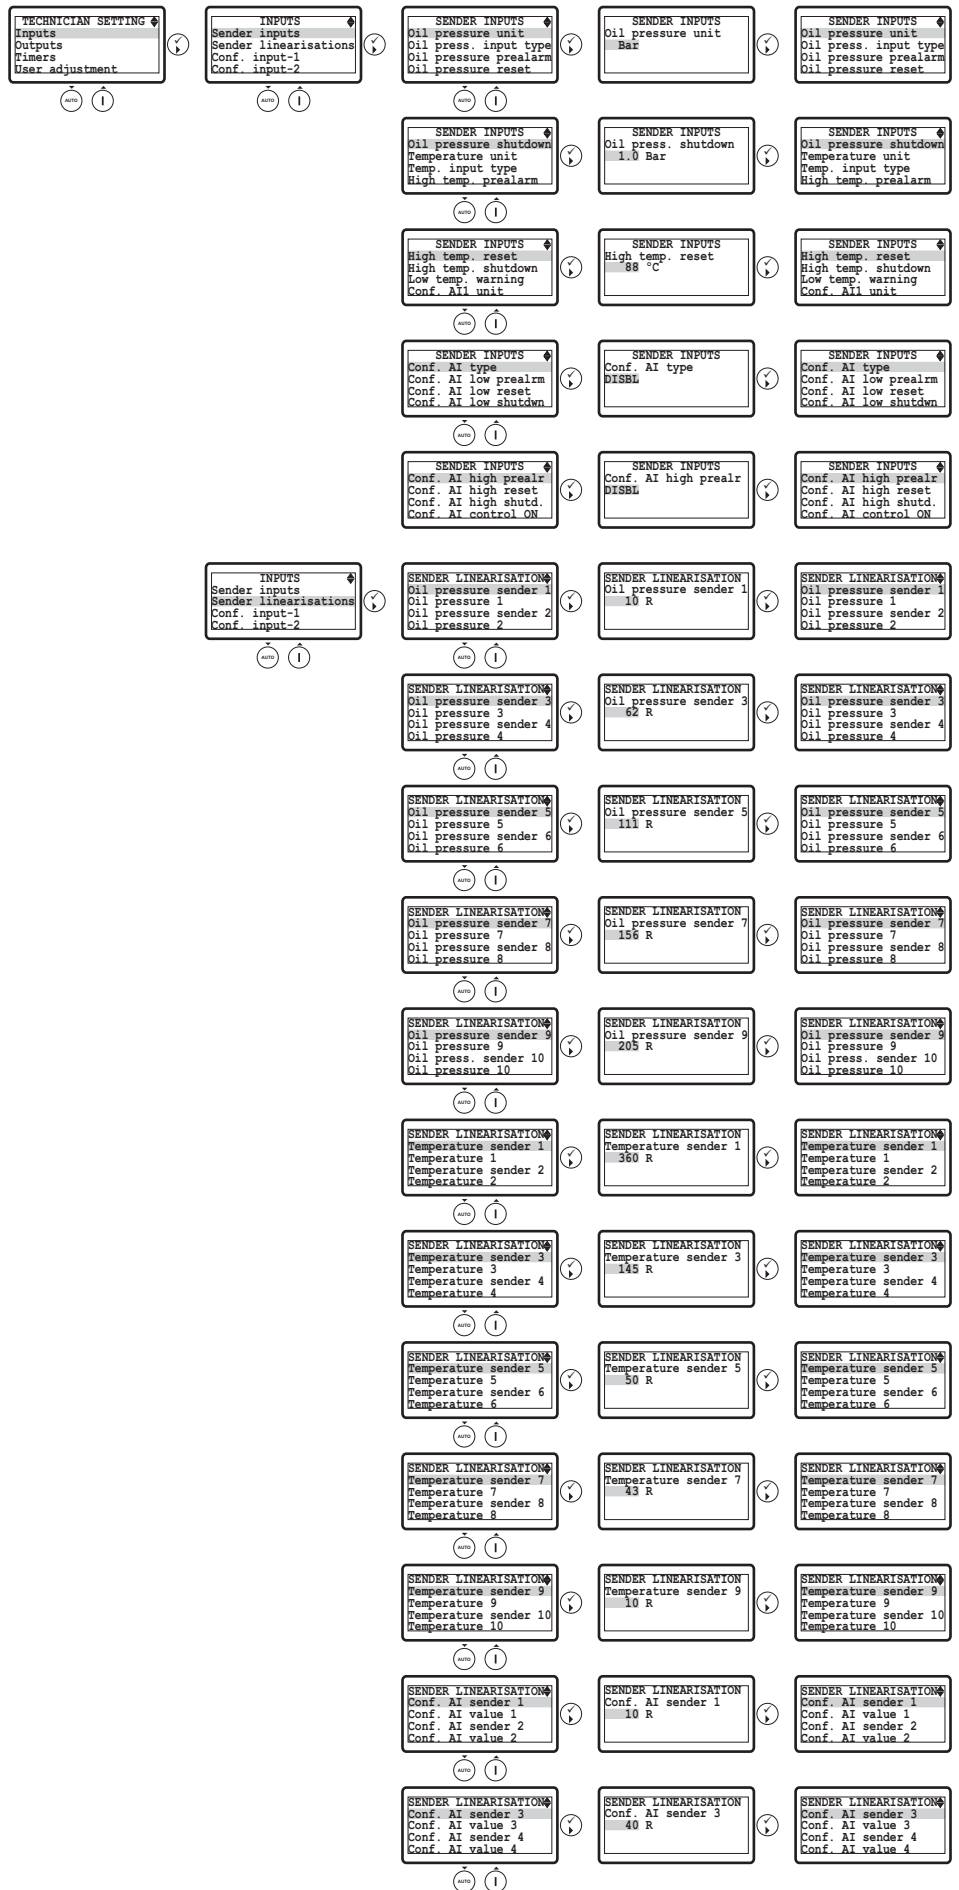 TECHNICIAN SETTING
Inputs
Outputs
Timers
User adjustment
AUTO
I
INPUTS
Sender inputs
Sender linearisations
Conf. input-1
Conf. input-2
AUTO
I
SENDER INPUTS
Oil pressure unit
Oil press. input type
Oil pressure prealarm
Oil pressure reset
AUTO
I
SENDER INPUTS
Oil pressure unit
Bar
SENDER INPUTS
Oil pressure unit
Oil press. input type
Oil pressure prealarm
Oil pressure reset
SENDER INPUTS
Oil pressure shutdown
Temperature unit
Temp. input type
High temp. prealarm
AUTO
I
SENDER INPUTS
Oil press. shutdown
1.0 Bar
SENDER INPUTS
Oil pressure shutdown
Temperature unit
Temp. input type
High temp. prealarm
SENDER INPUTS
High temp. reset
High temp. shutdown
Low temp. warning
Conf. AI1 unit
AUTO
I
SENDER INPUTS
High temp. reset
88 °C
SENDER INPUTS
High temp. reset
High temp. shutdown
Low temp. warning
Conf. AI1 unit
SENDER INPUTS
Conf. AI type
Conf. AI low prealrm
Conf. AI low reset
Conf. AI low shutdwn
AUTO
I
SENDER INPUTS
Conf. AI type
DISBL
SENDER INPUTS
Conf. AI type
Conf. AI low prealrm
Conf. AI low reset
Conf. AI low shutdwn
SENDER INPUTS
Conf. AI high prealr
Conf. AI high reset
Conf. AI high shutd.
Conf. AI control ON
SENDER INPUTS
Conf. AI high prealr
DISBL
SENDER INPUTS
Conf. AI high prealr
Conf. AI high reset
Conf. AI high shutd.
Conf. AI control ON
INPUTS
Sender inputs
Sender linearisations
Conf. input-1
Conf. input-2
AUTO
I
SENDER LINEARISATION
Oil pressure sender 1
Oil pressure 1
Oil pressure sender 2
Oil pressure 2
AUTO
I
SENDER LINEARISATION
Oil pressure sender 1
10 R
SENDER LINEARISATION
Oil pressure sender 1
Oil pressure 1
Oil pressure sender 2
Oil pressure 2
SENDER LINEARISATION
Oil pressure sender 3
Oil pressure 3
Oil pressure sender 4
Oil pressure 4
AUTO
I
SENDER LINEARISATION
Oil pressure sender 3
62 R
SENDER LINEARISATION
Oil pressure sender 3
Oil pressure 3
Oil pressure sender 4
Oil pressure 4
SENDER LINEARISATION
Oil pressure sender 5
Oil pressure 5
Oil pressure sender 6
Oil pressure 6
AUTO
I
SENDER LINEARISATION
Oil pressure sender 5
111 R
SENDER LINEARISATION
Oil pressure sender 5
Oil pressure 5
Oil pressure sender 6
Oil pressure 6
SENDER LINEARISATION
Oil pressure sender 7
Oil pressure 7
Oil pressure sender 8
Oil pressure 8
AUTO
I
SENDER LINEARISATION
Oil pressure sender 7
156 R
SENDER LINEARISATION
Oil pressure sender 7
Oil pressure 7
Oil pressure sender 8
Oil pressure 8
SENDER LINEARISATION
Oil pressure sender 9
Oil pressure 9
Oil press. sender 10
Oil pressure 10
AUTO
I
SENDER LINEARISATION
Oil pressure sender 9
205 R
SENDER LINEARISATION
Oil pressure sender 9
Oil pressure 9
Oil press. sender 10
Oil pressure 10
SENDER LINEARISATION
Temperature sender 1
Temperature 1
Temperature sender 2
Temperature 2
AUTO
I
SENDER LINEARISATION
Temperature sender 1
360 R
SENDER LINEARISATION
Temperature sender 1
Temperature 1
Temperature sender 2
Temperature 2
SENDER LINEARISATION
Temperature sender 3
Temperature 3
Temperature sender 4
Temperature 4
AUTO
I
SENDER LINEARISATION
Temperature sender 3
145 R
SENDER LINEARISATION
Temperature sender 3
Temperature 3
Temperature sender 4
Temperature 4
SENDER LINEARISATION
Temperature sender 5
Temperature 5
Temperature sender 6
Temperature 6
AUTO
I
SENDER LINEARISATION
Temperature sender 5
50 R
SENDER LINEARISATION
Temperature sender 5
Temperature 5
Temperature sender 6
Temperature 6
SENDER LINEARISATION
Temperature sender 7
Temperature 7
Temperature sender 8
Temperature 8
AUTO
I
SENDER LINEARISATION
Temperature sender 7
43 R
SENDER LINEARISATION
Temperature sender 7
Temperature 7
Temperature sender 8
Temperature 8
SENDER LINEARISATION
Temperature sender 9
Temperature 9
Temperature sender 10
Temperature 10
AUTO
I
SENDER LINEARISATION
Temperature sender 9
10 R
SENDER LINEARISATION
Temperature sender 9
Temperature 9
Temperature sender 10
Temperature 10
SENDER LINEARISATION
Conf. AI sender 1
Conf. AI value 1
Conf. AI sender 2
Conf. AI value 2
AUTO
I
SENDER LINEARISATION
Conf. AI sender 1
10 R
SENDER LINEARISATION
Conf. AI sender 1
Conf. AI value 1
Conf. AI sender 2
Conf. AI value 2
SENDER LINEARISATION
Conf. AI sender 3
Conf. AI value 3
Conf. AI sender 4
Conf. AI value 4
AUTO
I
SENDER LINEARISATION
Conf. AI sender 3
40 R
SENDER LINEARISATION
Conf. AI sender 3
Conf. AI value 3
Conf. AI sender 4
Conf. AI value 4